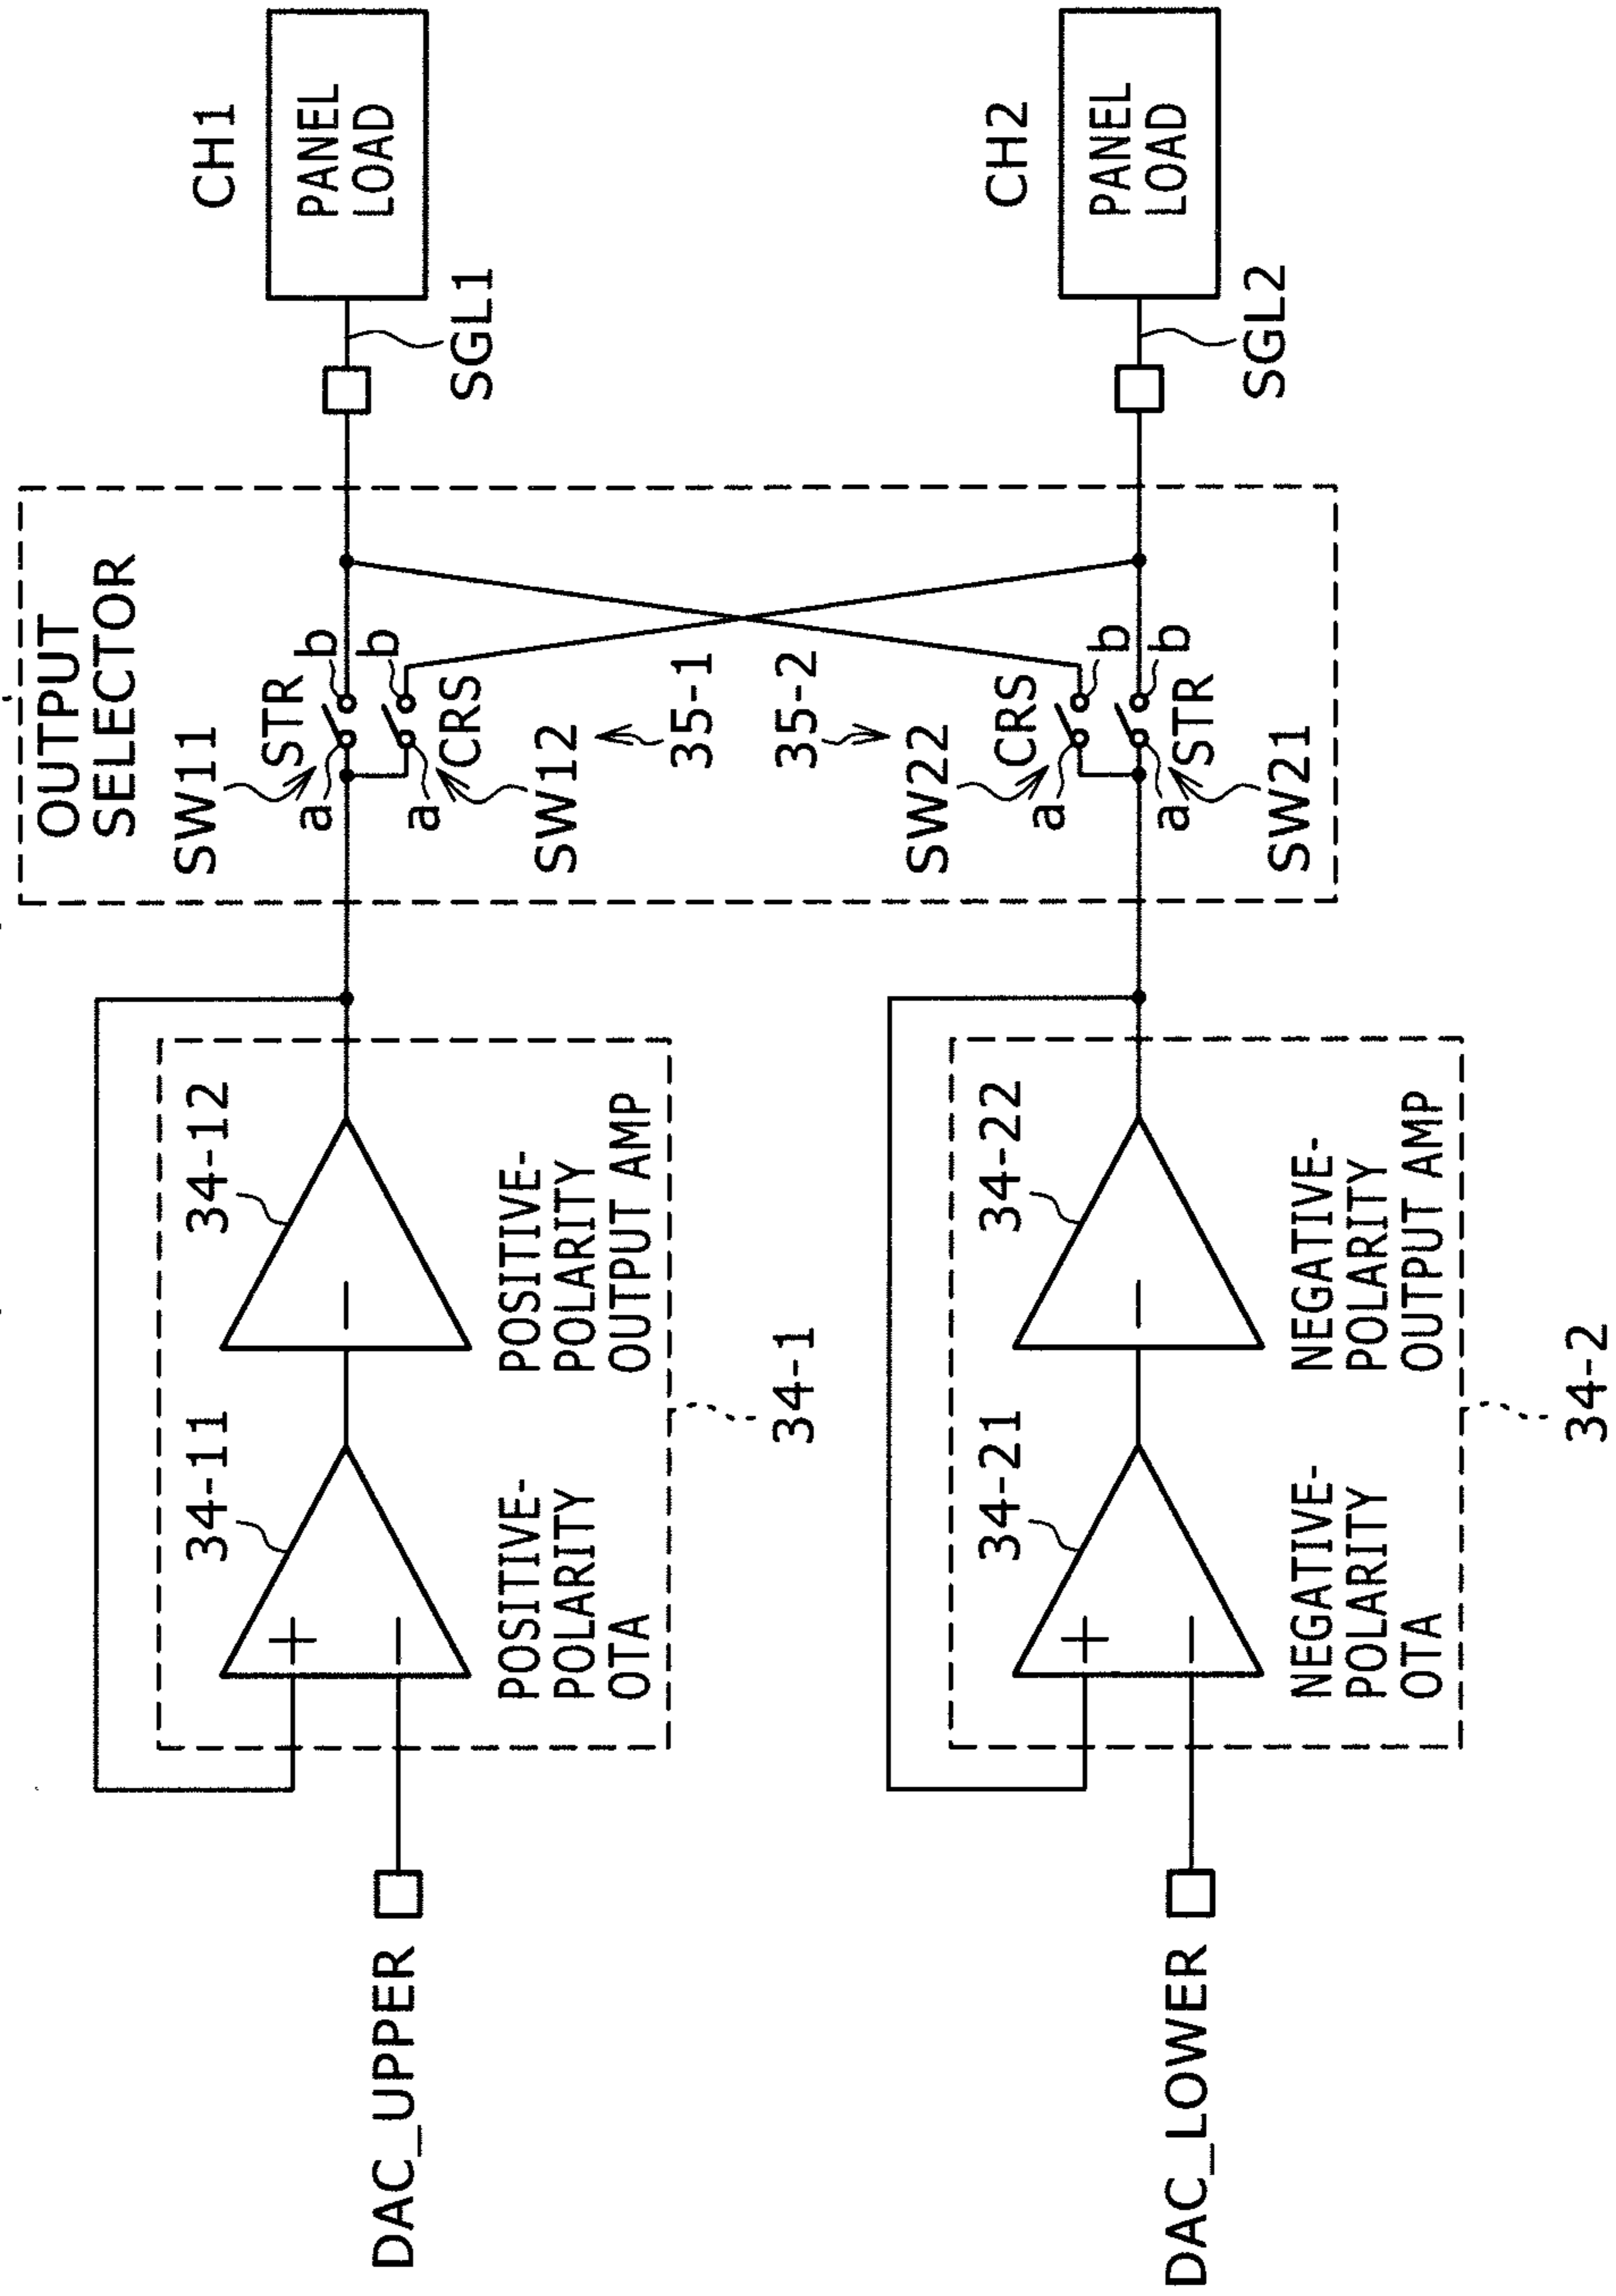 OUTPUT
SELECTOR
CH1
PANEL
LOAD
SGL1
SW11
STR
a
b
a
b
CRS
SW12
35-1
34-11
34-12
POSITIVE-
POLARITY
OTA
POSITIVE-
POLARITY
OUTPUT AMP
34-1
DAC_UPPER
35-2
SW22
CRS
a
b
a
b
STR
SW21
CH2
PANEL
LOAD
SGL2
34-21
34-22
NEGATIVE-
POLARITY
OTA
NEGATIVE-
POLARITY
OUTPUT AMP
34-2
DAC_LOWER